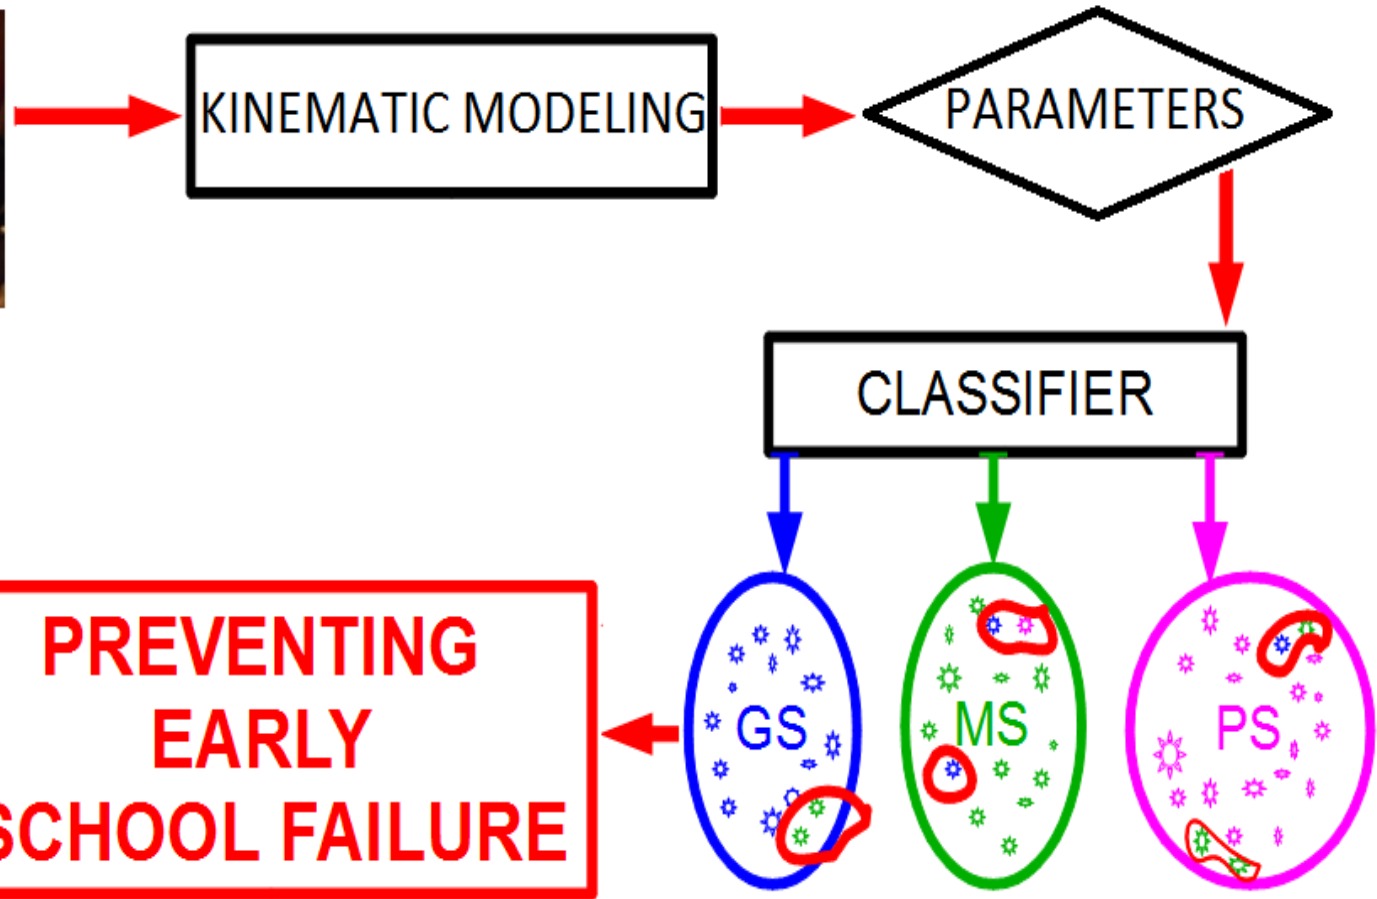 KINEMATIC MODELING
PARAMETERS
CLASSIFIER
GS
MS
PS
PREVENTING
EARLY
SCHOOL FAILURE